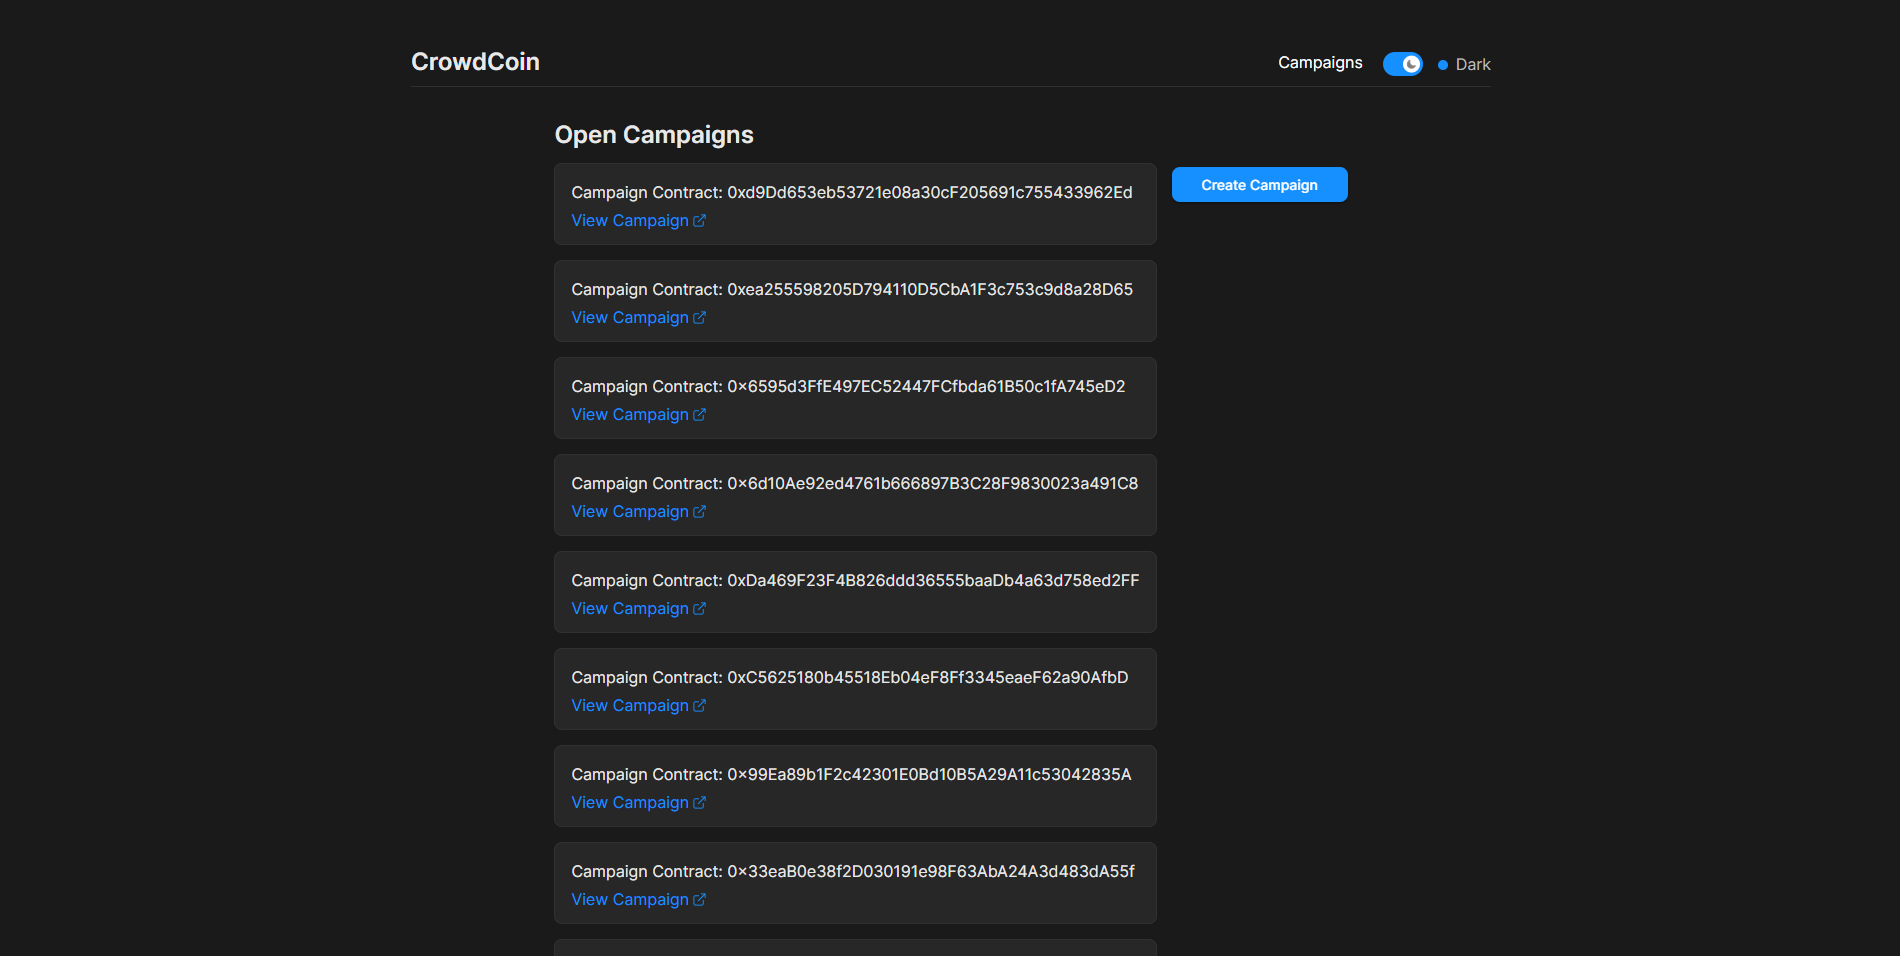 CrowdCoin
Campaigns
Dark
Open Campaigns
Campaign Contract: 0xd9Dd653eb53721e08a30cF205691c755433962Ed
View Campaign
Create Campaign
Campaign Contract: 0xea255598205D794110D5CbA1F3c753c9d8a28D65
View Campaign
Campaign Contract: 0x6595d3FfE497EC52447FCfbda61B50c1fA745eD2
View Campaign
Campaign Contract: 0x6d10Ae92ed4761b666897B3C28F9830023a491C8
View Campaign
Campaign Contract: 0xDa469F23F4B826ddd36555baaDb4a63d758ed2FF
View Campaign
Campaign Contract: 0xC5625180b45518Eb04eF8Ff3345eaeF62a90AfbD
View Campaign
Campaign Contract: 0x99Ea89b1F2c42301E0Bd10B5A29A11c53042835A
View Campaign
Campaign Contract: 0x33eaB0e38f2D030191e98F63AbA24A3d483dA55f
View Campaign